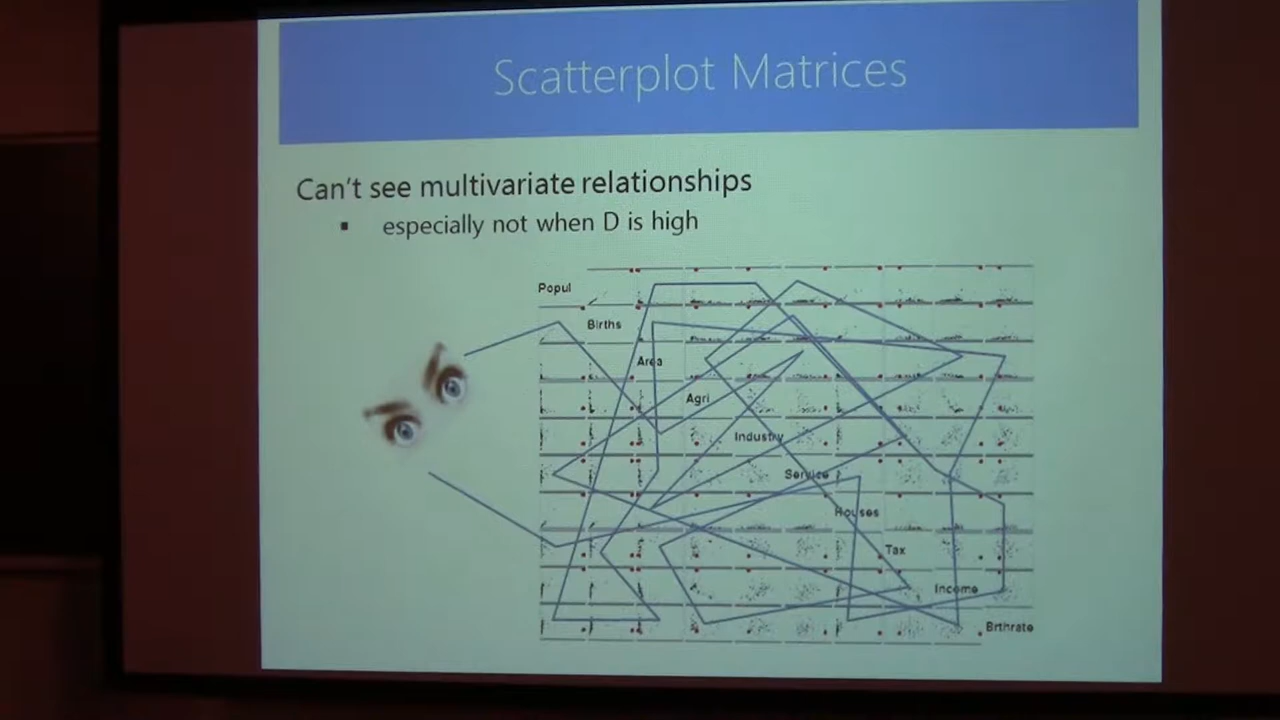 Scatterplot Matrices
Can't see multivariate relationships
▪ especially not when D is high
Popul
Births
Area
Agri
Industry
Service
Houses
Tax
Income
Brthrate